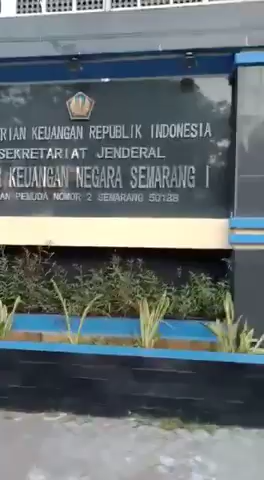 RIAN KEUANGAN REPUBLIK INDONESIA
SEKRETARIAT JENDERAL
KEUANGAN NEGARA SEMARANG I
AN PEMUDA NOMOR 2 SEMARANG 50138